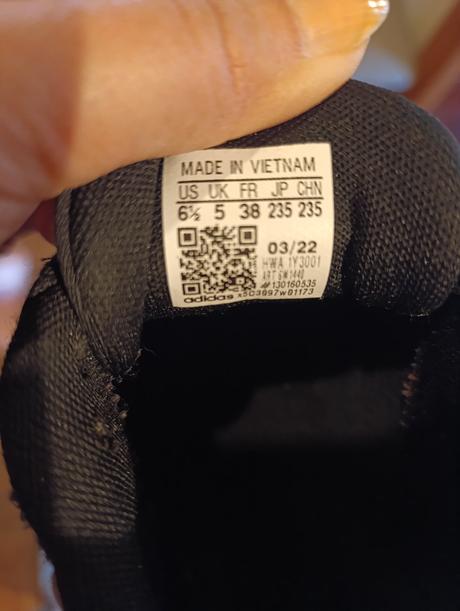 MADE IN VIETNAM
US UK FR JP CHN
6½ 5 38 235 235
03/22
HWA 1Y3001
ART GW1440
#130160535
adidas x5C3097w01173